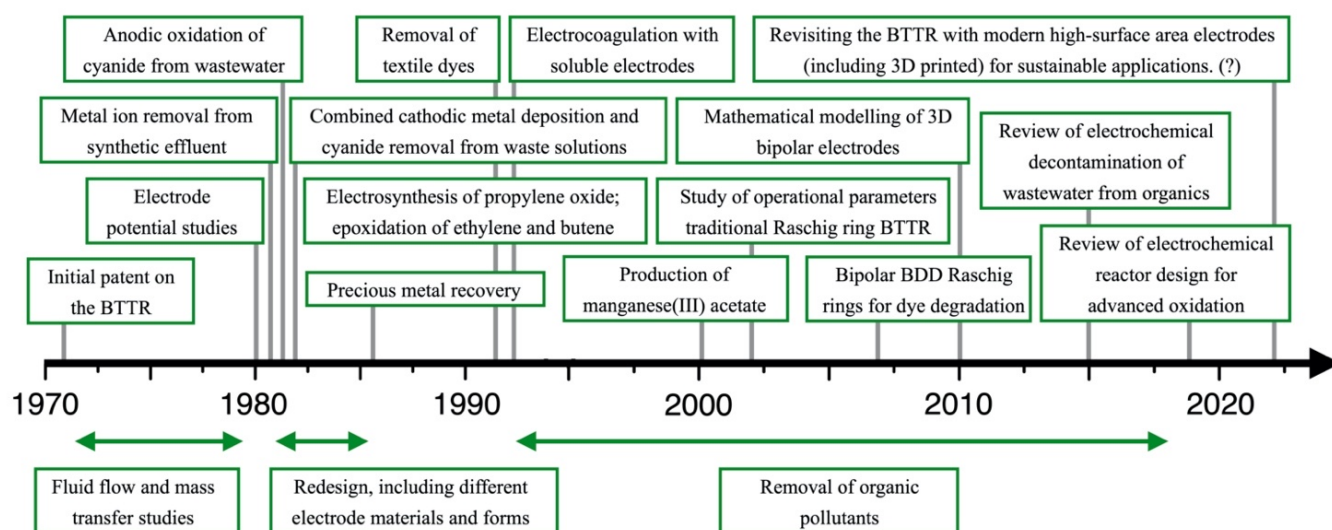 Anodic oxidation of
cyanide from wastewater
Removal of
textile dyes
Electrocoagulation with
soluble electrodes
Revisiting the BTTR with modern high-surface area electrodes
(including 3D printed) for sustainable applications. (?)
Metal ion removal from
synthetic effluent
Combined cathodic metal deposition and
cyanide removal from waste solutions
Mathematical modelling of 3D
bipolar electrodes
Review of electrochemical
decontamination of
wastewater from organics
Electrode
potential studies
Electrosynthesis of propylene oxide;
epoxidation of ethylene and butene
Study of operational parameters
traditional Raschig ring BTTR
Review of electrochemical
reactor design for
advanced oxidation
Initial patent on
the BTTR
Precious metal recovery
Production of
manganese(III) acetate
Bipolar BDD Raschig
rings for dye degradation
1970 1980 1990 2000 2010 2020
Fluid flow and mass
transfer studies
Redesign, including different
electrode materials and forms
Removal of organic
pollutants